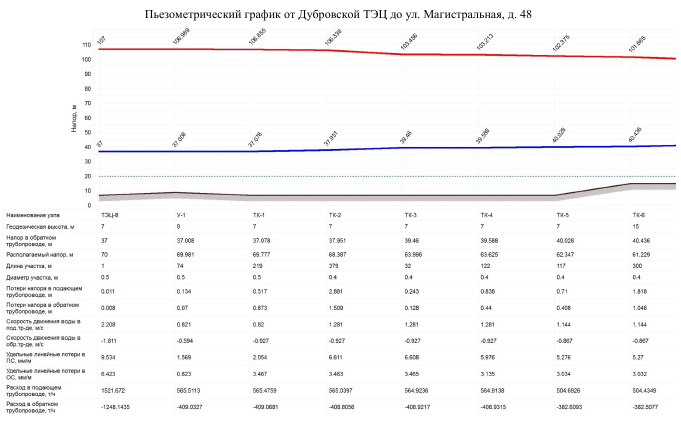 Пьезометрический график от Дубровской ТЭЦ до ул. Магистральная, д. 48
107 106.989 106.855 106.339 103.456 103.213 102.375 101.665
110
100
90
80
70
60
50
40
30
20
10
0
Напор, м
37 37.008 37.078 37.951 39.46 39.588 40.028 40.436
Наименование узла ТЭЦ-8 У-1 ТК-1 ТК-2 ТК-3 ТК-4 ТК-5 ТК-6
Геодезическая высота, м 7 9 7 7 7 7 7 15
Напор в обратном
трубопроводе, м 37 37.008 37.078 37.951 39.46 39.588 40.028 40.436
Располагаемый напор, м 70 69.981 69.777 68.387 63.996 63.625 62.347 61.229
Длина участка, м 1 74 219 379 32 122 117 300
Диаметр участка, м 0.5 0.5 0.5 0.4 0.4 0.4 0.4 0.4
Потери напора в подающем
трубопроводе, м 0.011 0.134 0.517 2.881 0.243 0.838 0.71 1.818
Потери напора в обратном
трубопроводе, м 0.008 0.07 0.873 1.509 0.128 0.44 0.408 1.046
Скорость движения воды в
под.тр-де, м/с 2.208 0.821 0.82 1.281 1.281 1.281 1.144 1.144
Скорость движения воды в
обр.тр-де, м/с -1.811 -0.594 -0.927 -0.927 -0.927 -0.927 -0.867 -0.867
Удельные линейные потери в
ПС, мм/м 9.534 1.569 2.054 6.611 6.608 5.976 5.276 5.27
Удельные линейные потери в
ОС, мм/м 6.423 0.823 3.467 3.463 3.465 3.135 3.034 3.032
Расход в подающем
трубопроводе, т/ч 1521.672 565.5113 565.4759 565.0397 564.9236 564.9138 504.6926 504.4349
Расход в обратном
трубопроводе, т/ч -1248.1435 -409.0327 -409.0681 -408.8056 -408.9217 -408.9315 -382.6093 -382.5077